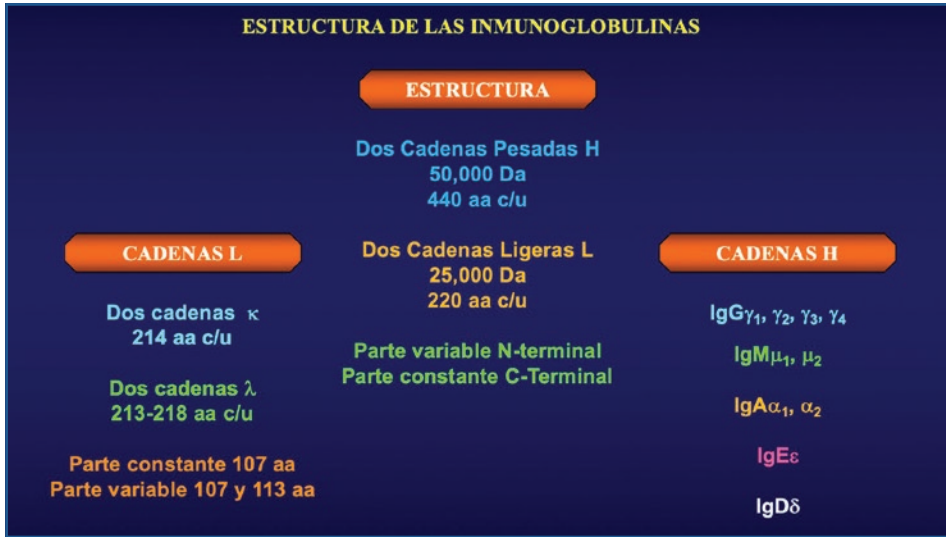 ESTRUCTURA DE LAS INMUNOGLOBULINAS
ESTRUCTURA
Dos Cadenas Pesadas H
50,000 Da
440 aa c/u
Dos Cadenas Ligeras L
25,000 Da
220 aa c/u
Parte variable N-terminal
Parte constante C-Terminal
CADENAS L
Dos cadenas κ
214 aa c/u
Dos cadenas λ
213-218 aa c/u
Parte constante 107 aa
Parte variable 107 y 113 aa
CADENAS H
IgGγ₁, γ₂, γ₃, γ₄
IgMμ₁, μ₂
IgAα₁, α₂
IgEε
IgDδ